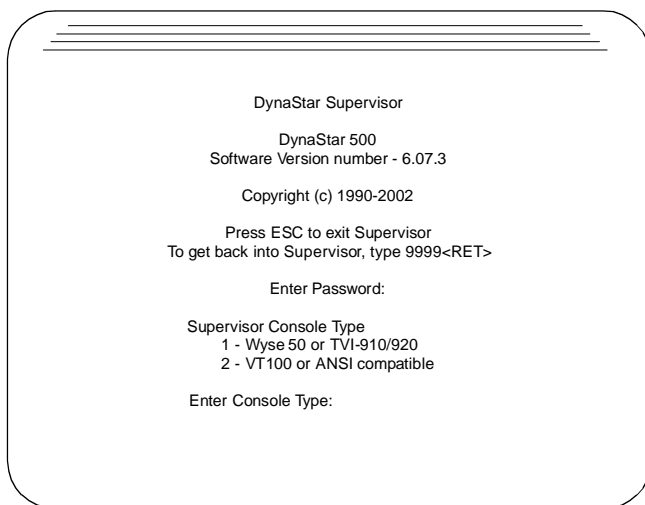 DynaStar Supervisor
DynaStar 500
Software Version number - 6.07.3
Copyright (c) 1990-2002
Press ESC to exit Supervisor
To get back into Supervisor, type 9999<RET>
Enter Password:
Supervisor Console Type
1 - Wyse 50 or TVI-910/920
2 - VT100 or ANSI compatible
Enter Console Type: